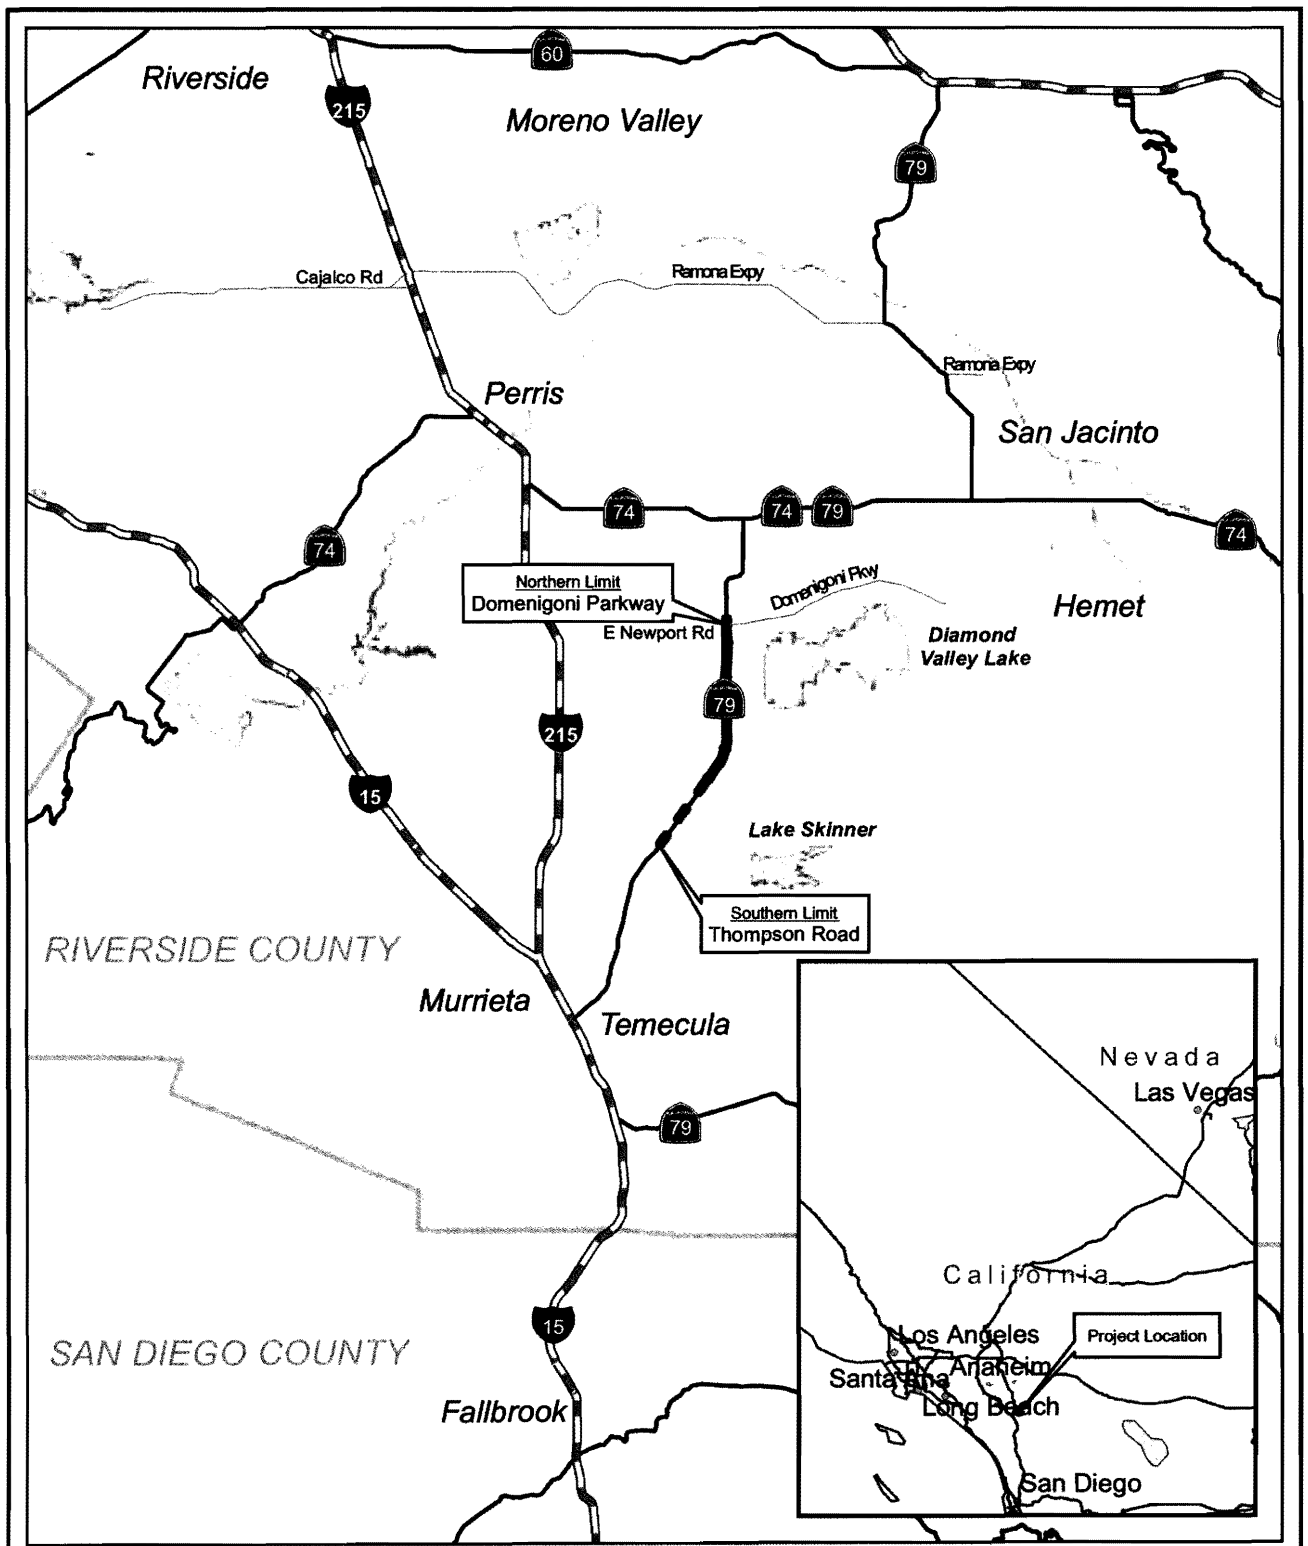 60
Riverside
215
Moreno Valley
79
Cajalco Rd
Ramona Expy
Ramona Expy
Perris
San Jacinto
74
74
79
74
74
Northern Limit
Domenigoni Parkway
Domenigoni Pkwy
Hemet
E Newport Rd
Diamond
Valley Lake
79
215
15
Lake Skinner
Southern Limit
Thompson Road
RIVERSIDE COUNTY
Murrieta
Temecula
Nevada
Las Vegas
79
California
15
Los Angeles
Project Location
SAN DIEGO COUNTY
Anaheim
Santa Ana
Long Beach
Fallbrook
San Diego